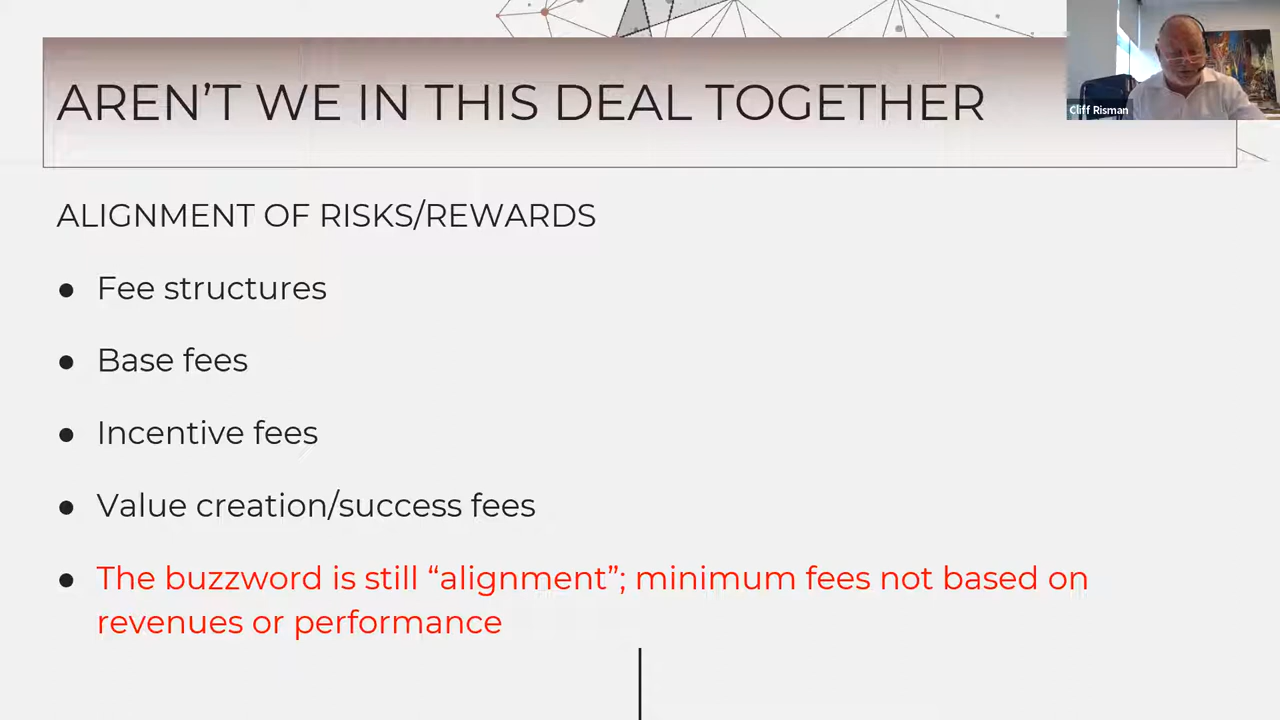 AREN’T WE IN THIS DEAL TOGETHER
Cliff Risman
ALIGNMENT OF RISKS/REWARDS
● Fee structures
● Base fees
● Incentive fees
● Value creation/success fees
● The buzzword is still “alignment”; minimum fees not based on
revenues or performance